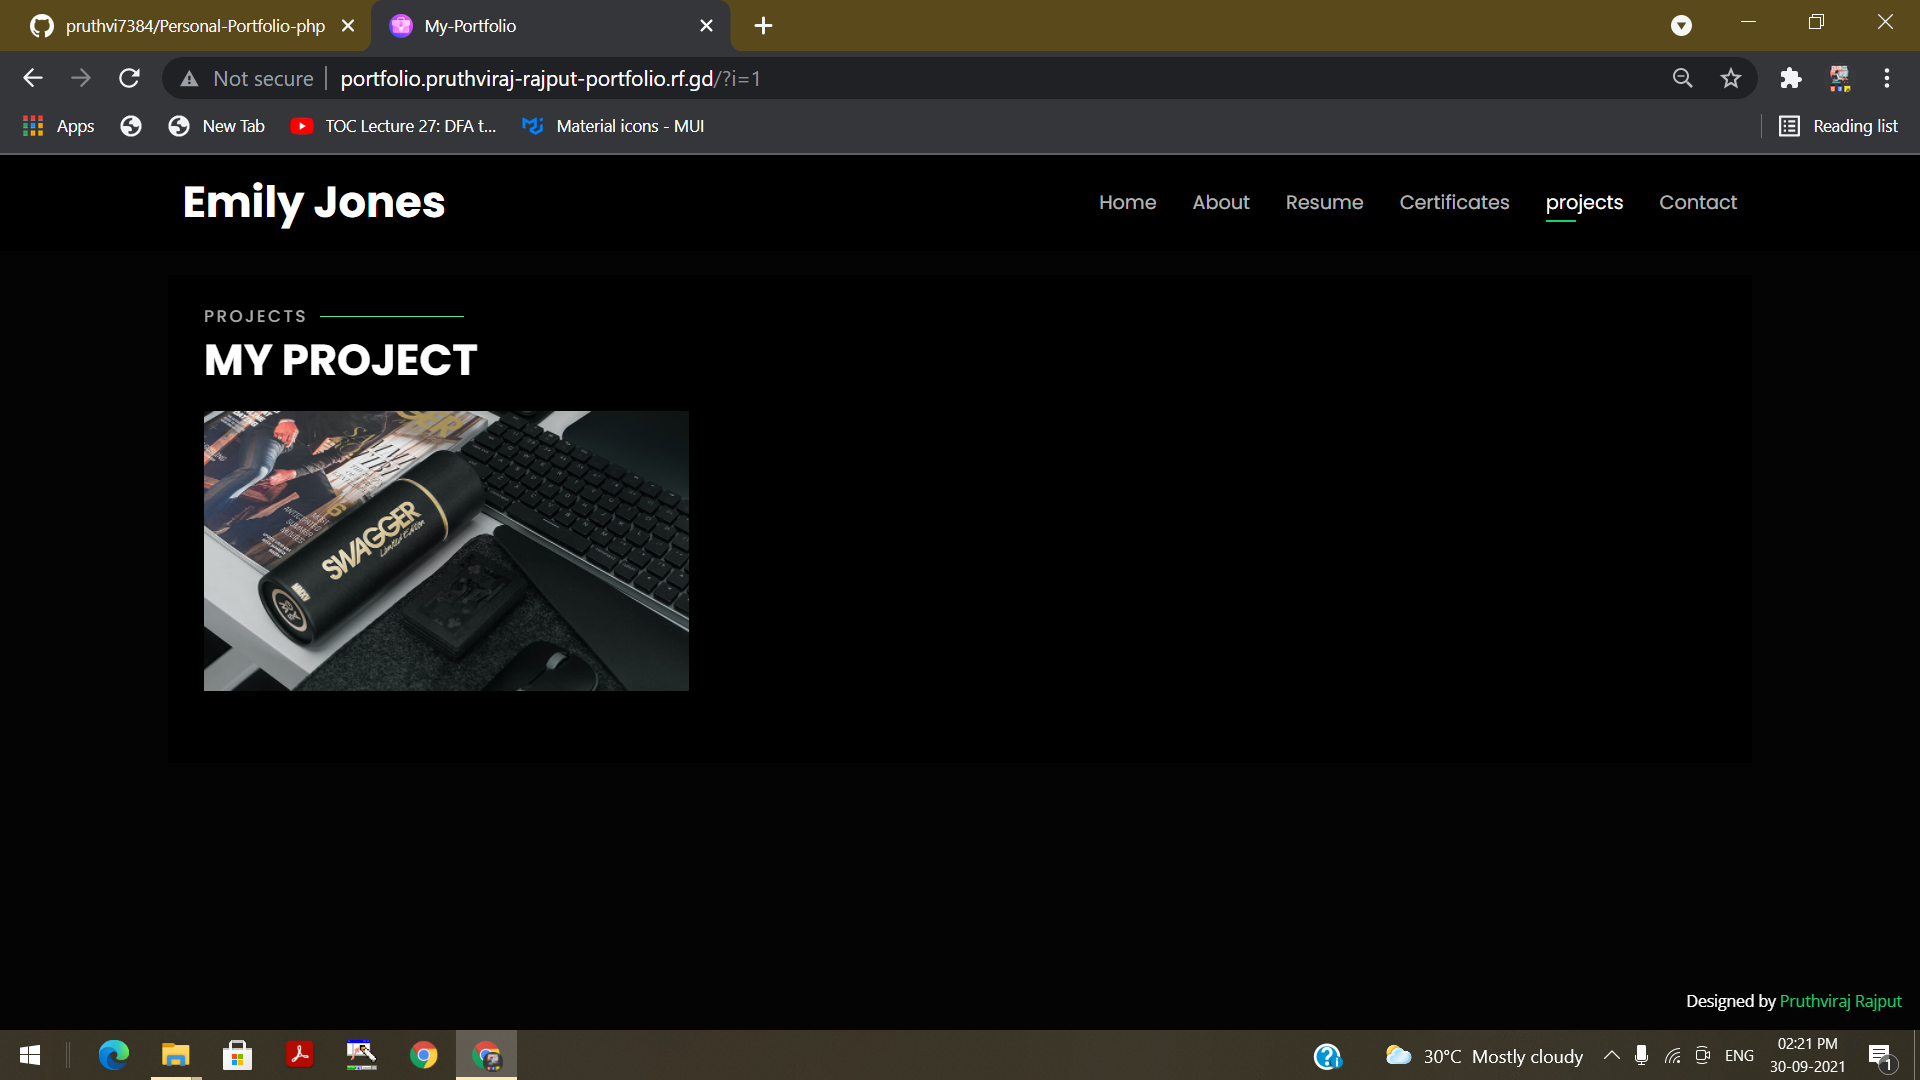 pruthvi7384/Personal-Portfolio-php
My-Portfolio
Not secure
portfolio.pruthviraj-rajput-portfolio.rf.gd/?i=1
Apps
New Tab
TOC Lecture 27: DFA t...
Material icons - MUI
Reading list
Emily Jones
Home
About
Resume
Certificates
projects
Contact
PROJECTS
MY PROJECT
SWAGGER
Limited Edition
Designed by Pruthviraj Rajput
30°C Mostly cloudy
ENG
02:21 PM
30-09-2021
1